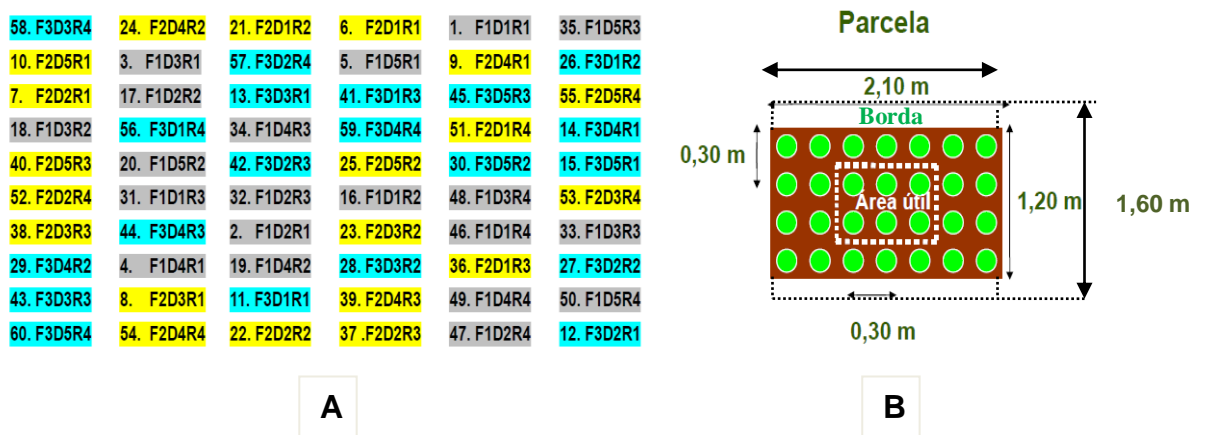 58. F3D3R4 24. F2D4R2 21. F2D1R2 6. F2D1R1 1. F1D1R1 35. F1D5R3
10. F2D5R1 3. F1D3R1 57. F3D2R4 5. F1D5R1 9. F2D4R1 26. F3D1R2
7. F2D2R1 17. F1D2R2 13. F3D3R1 41. F3D1R3 45. F3D5R3 55. F2D5R4
18. F1D3R2 56. F3D1R4 34. F1D4R3 59. F3D4R4 51. F2D1R4 14. F3D4R1
40. F2D5R3 20. F1D5R2 42. F3D2R3 25. F2D5R2 30. F3D5R2 15. F3D5R1
52. F2D2R4 31. F1D1R3 32. F1D2R3 16. F1D1R2 48. F1D3R4 53. F2D3R4
38. F2D3R3 44. F3D4R3 2. F1D2R1 23. F2D3R2 46. F1D1R4 33. F1D3R3
29. F3D4R2 4. F1D4R1 19. F1D4R2 28. F3D3R2 36. F2D1R3 27. F3D2R2
43. F3D3R3 8. F2D3R1 11. F3D1R1 39. F2D4R3 49. F1D4R4 50. F1D5R4
60. F3D5R4 54. F2D4R4 22. F2D2R2 37 .F2D2R3 47. F1D2R4 12. F3D2R1
A
Parcela
2,10 m
Borda
0,30 m
Área útil
1,20 m
1,60 m
0,30 m
B